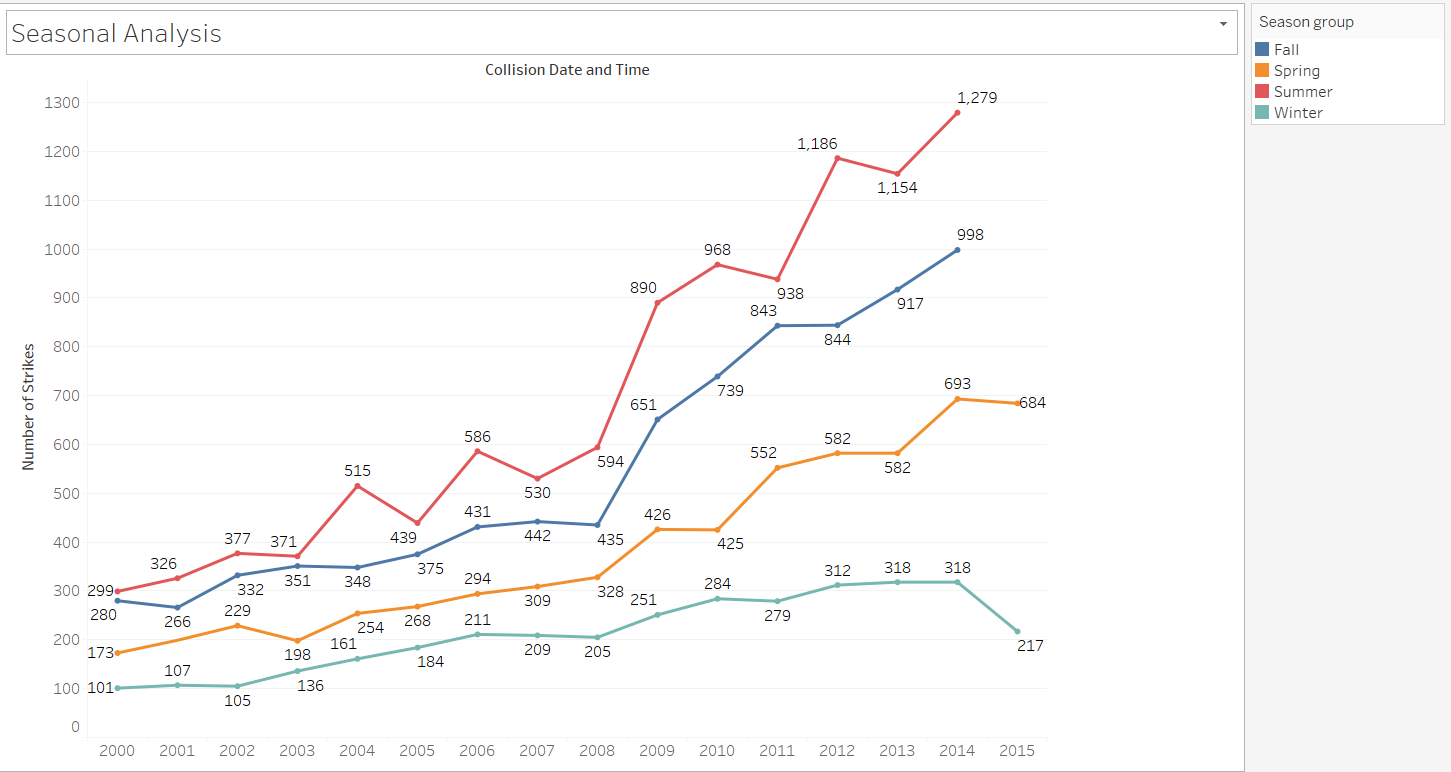 Seasonal Analysis
Season group
Fall
Spring
Summer
Winter
Collision Date and Time
Number of Strikes
1300
1200
1100
1000
900
800
700
600
500
400
300
200
100
0
299 326 377 371 515 439 586 530 594 890 968 938 1,186 1,154 1,279
280 266 332 351 348 375 431 442 435 651 739 843 844 917 998
173 229 198 254 268 294 309 328 426 425 552 582 582 693 684
101 107 105 136 161 184 211 209 205 251 284 279 312 318 318 217
2000 2001 2002 2003 2004 2005 2006 2007 2008 2009 2010 2011 2012 2013 2014 2015